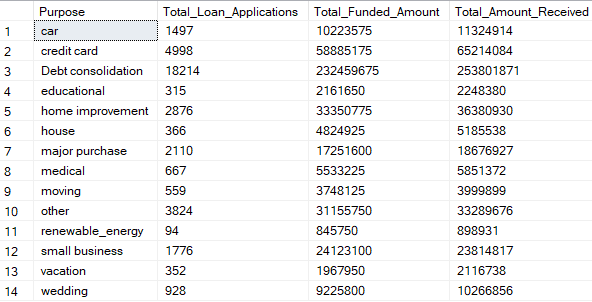 Purpose Total_Loan_Applications Total_Funded_Amount Total_Amount_Received
1 car 1497 10223575 11324914
2 credit card 4998 58885175 65214084
3 Debt consolidation 18214 232459675 253801871
4 educational 315 2161650 2248380
5 home improvement 2876 33350775 36380930
6 house 366 4824925 5185538
7 major purchase 2110 17251600 18676927
8 medical 667 5533225 5851372
9 moving 559 3748125 3999899
10 other 3824 31155750 33289676
11 renewable_energy 94 845750 898931
12 small business 1776 24123100 23814817
13 vacation 352 1967950 2116738
14 wedding 928 9225800 10266856